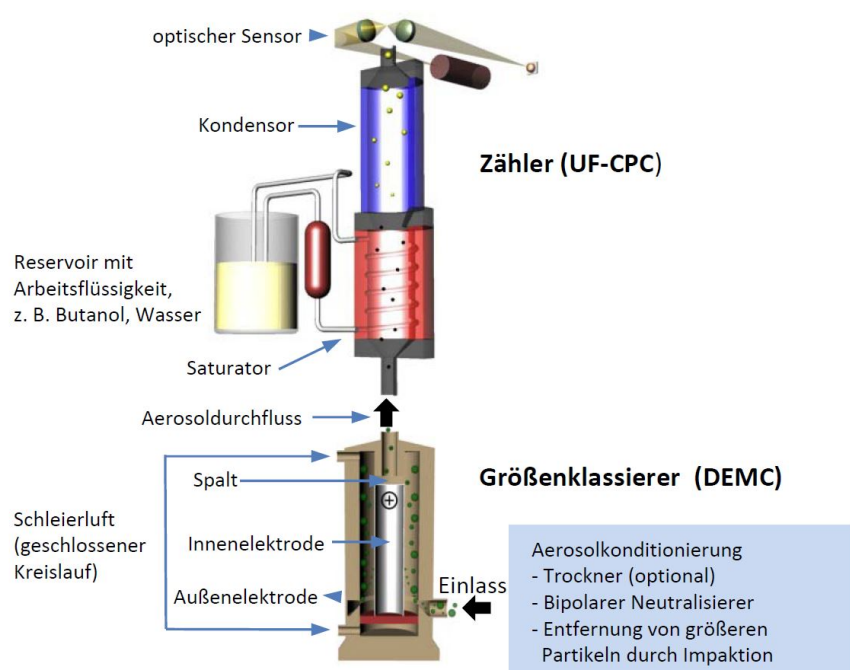 optischer Sensor
Kondensor
Zähler (UF-CPC)
Reservoir mit
Arbeitsflüssigkeit,
z. B. Butanol, Wasser
Saturator
Aerosoldurchfluss
Spalt
Größenklassierer (DEMC)
Schleierluft
(geschlossener
Kreislauf)
Innenelektrode
Außenelektrode
Einlass
Aerosolkonditionierung
- Trockner (optional)
- Bipolarer Neutralisierer
- Entfernung von größeren
Partikeln durch Impaktion